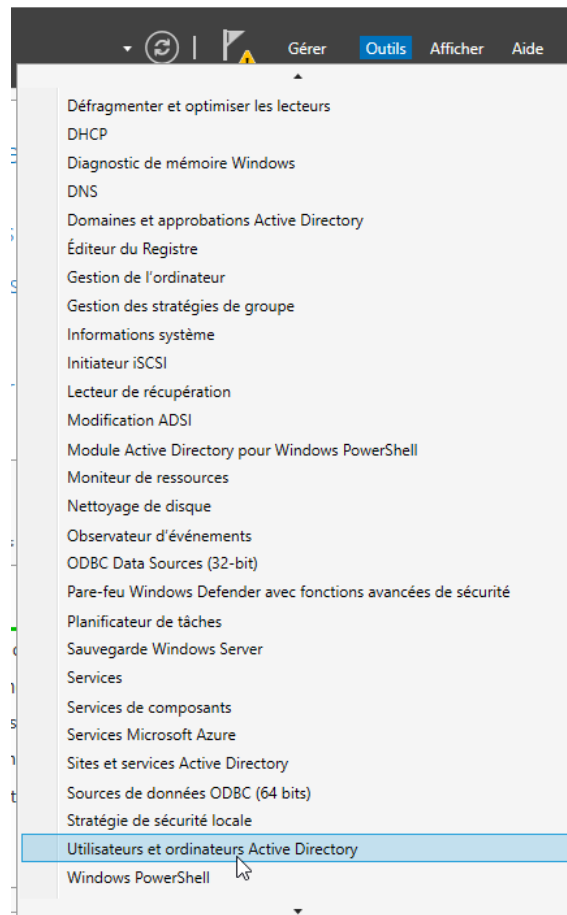 Gérer Outils Afficher Aide
Défragmenter et optimiser les lecteurs
DHCP
Diagnostic de mémoire Windows
DNS
Domaines et approbations Active Directory
Éditeur du Registre
Gestion de l'ordinateur
Gestion des stratégies de groupe
Informations système
Initiateur iSCSI
Lecteur de récupération
Modification ADSI
Module Active Directory pour Windows PowerShell
Moniteur de ressources
Nettoyage de disque
Observateur d'événements
ODBC Data Sources (32-bit)
Pare-feu Windows Defender avec fonctions avancées de sécurité
Planificateur de tâches
Sauvegarde Windows Server
Services
Services de composants
Services Microsoft Azure
Sites et services Active Directory
Sources de données ODBC (64 bits)
Stratégie de sécurité locale
Utilisateurs et ordinateurs Active Directory
Windows PowerShell